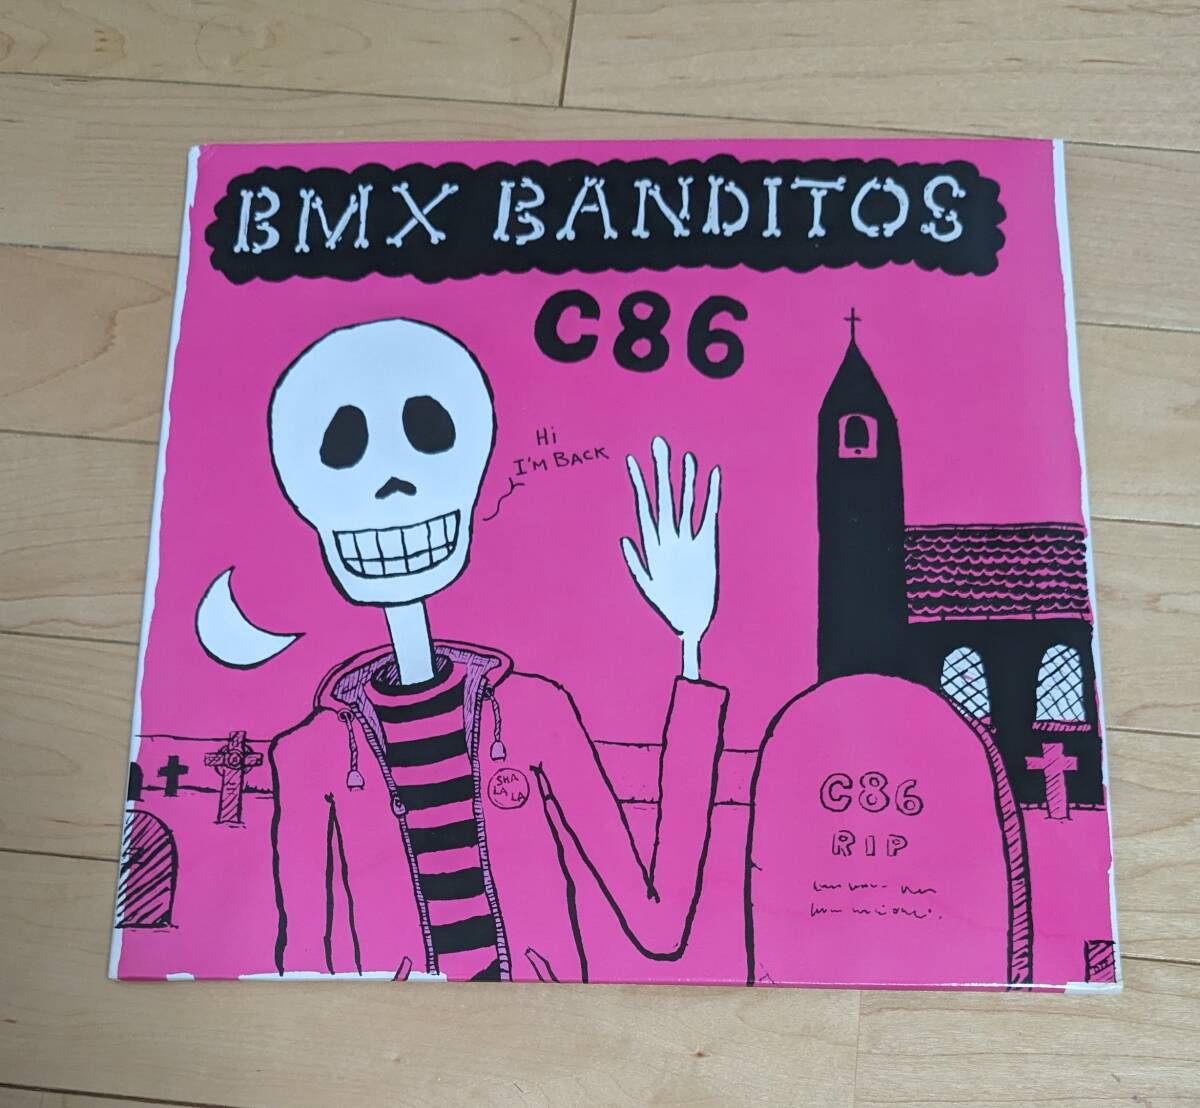 BMX BANDITOS
C86
Hi
I'M BACK
SHA
LA
LA
C86
RIP